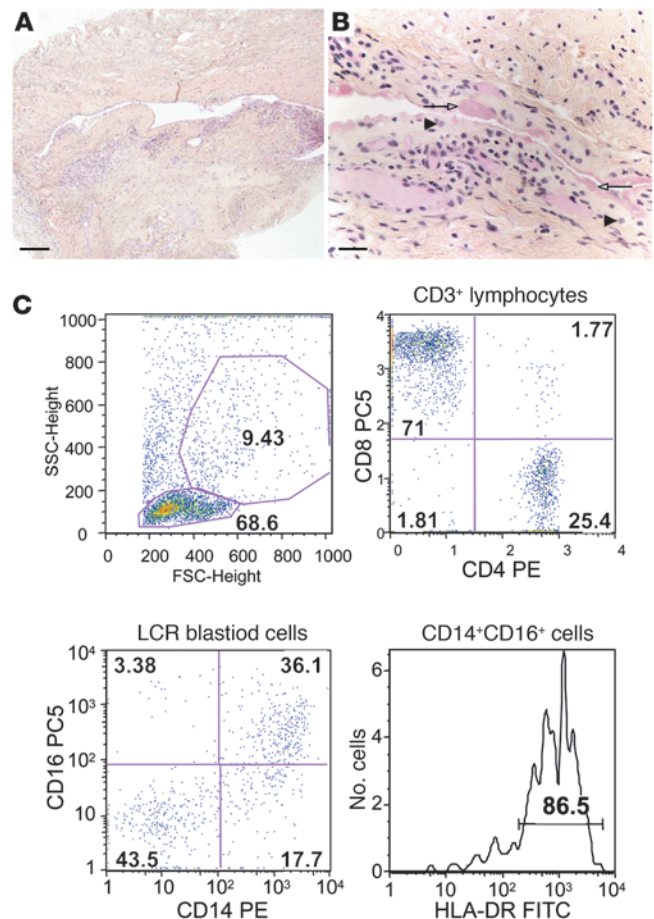 A
B
C
1000
800
600
400
200
0
SSC-Height
9.43
68.6
0 200 400 600 800 1000
FSC-Height
CD3⁺ lymphocytes
4
3
2
1
0
CD8 PC5
1.77
71
1.81
25.4
0 1 2 3 4
CD4 PE
LCR blastiod cells
10⁴
10³
10²
10
1
CD16 PC5
3.38
36.1
43.5
17.7
1 10 10² 10³ 10⁴
CD14 PE
CD14⁺CD16⁺ cells
6
4
2
0
No. cells
86.5
1 10 10² 10³ 10⁴
HLA-DR FITC